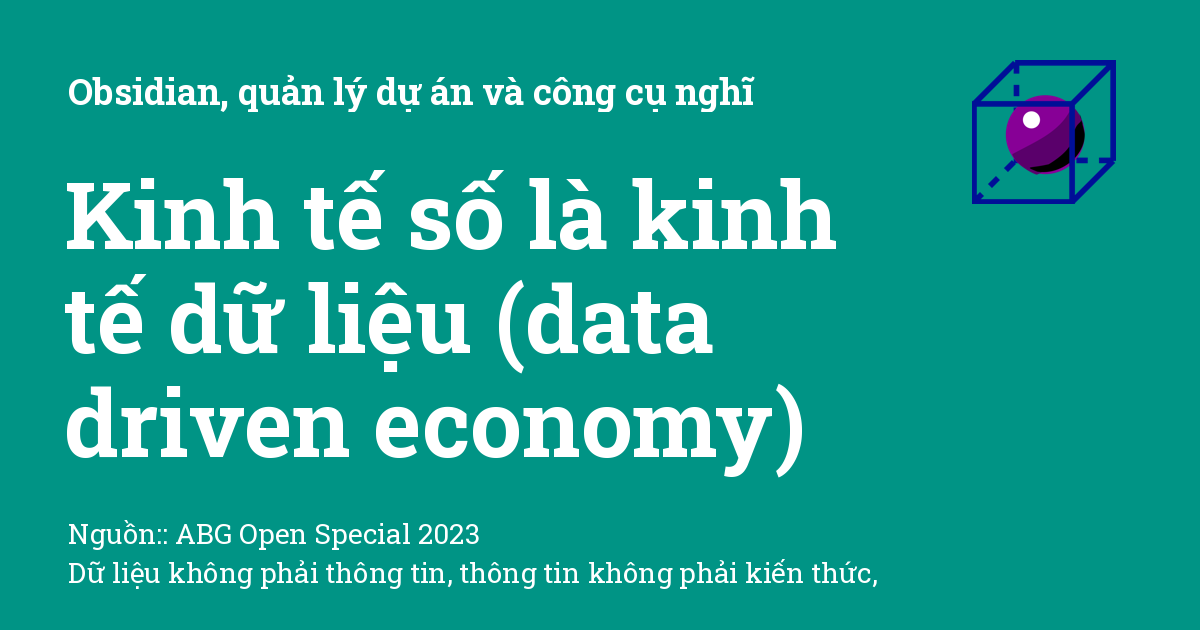 Obsidian, quản lý dự án và công cụ nghĩ
Kinh tế số là kinh
tế dữ liệu (data
driven economy)
Nguồn:: ABG Open Special 2023
Dữ liệu không phải thông tin, thông tin không phải kiến thức,